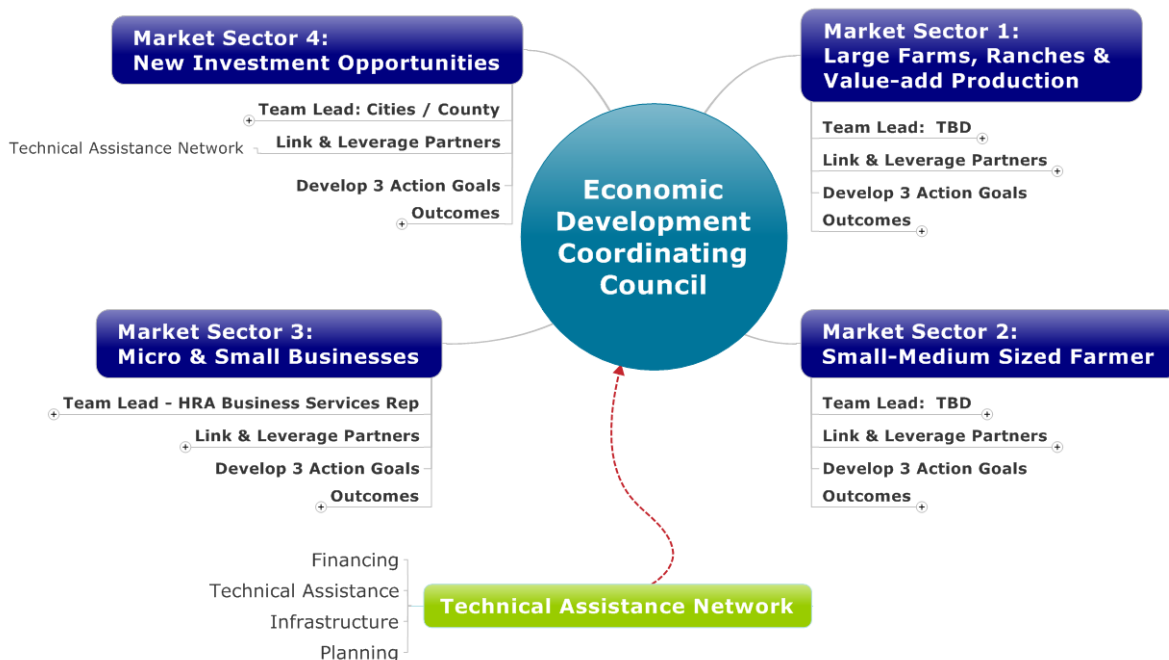 Market Sector 4:
New Investment Opportunities
Team Lead: Cities / County
Link & Leverage Partners
Technical Assistance Network
Develop 3 Action Goals
Outcomes
Market Sector 1:
Large Farms, Ranches &
Value-add Production
Team Lead:  TBD
Link & Leverage Partners
Develop 3 Action Goals
Outcomes
Economic
Development
Coordinating
Council
Market Sector 3:
Micro & Small Businesses
Team Lead - HRA Business Services Rep
Link & Leverage Partners
Develop 3 Action Goals
Outcomes
Market Sector 2:
Small-Medium Sized Farmer
Team Lead:  TBD
Link & Leverage Partners
Develop 3 Action Goals
Outcomes
Technical Assistance Network
Financing
Technical Assistance
Infrastructure
Planning